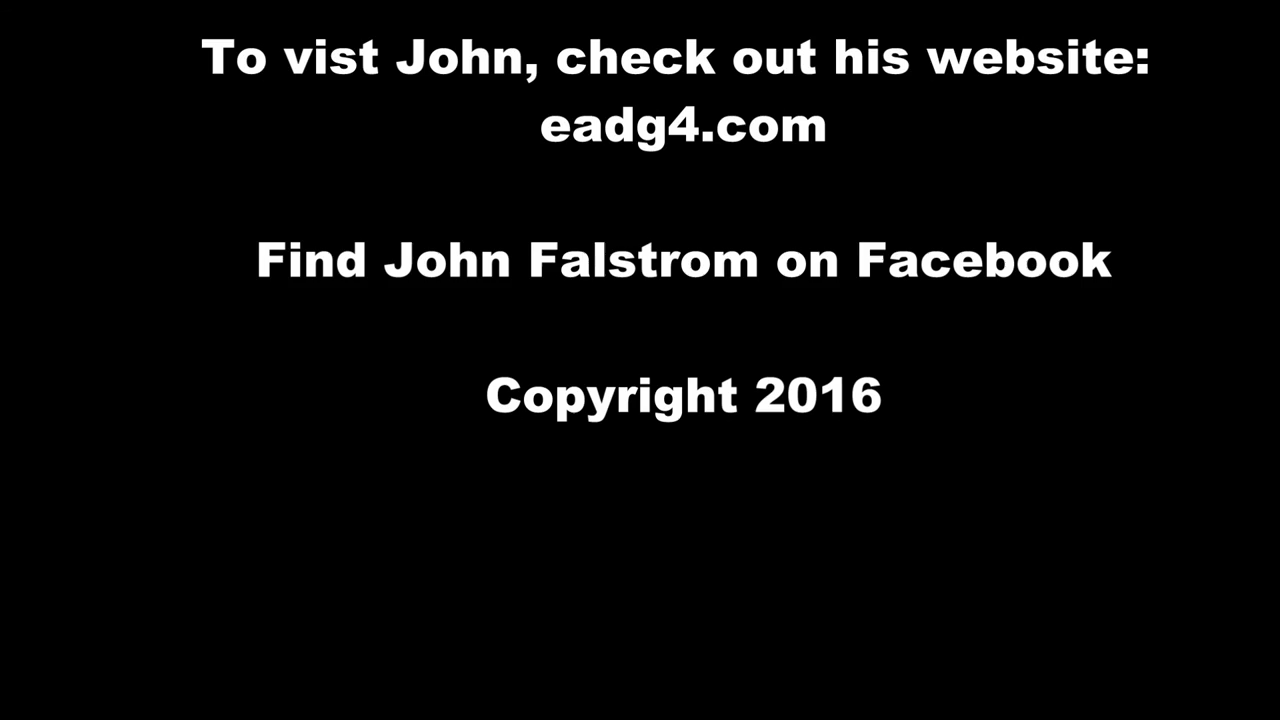 To vist John, check out his website:
eadg4.com
Find John Falstrom on Facebook
Copyright 2016